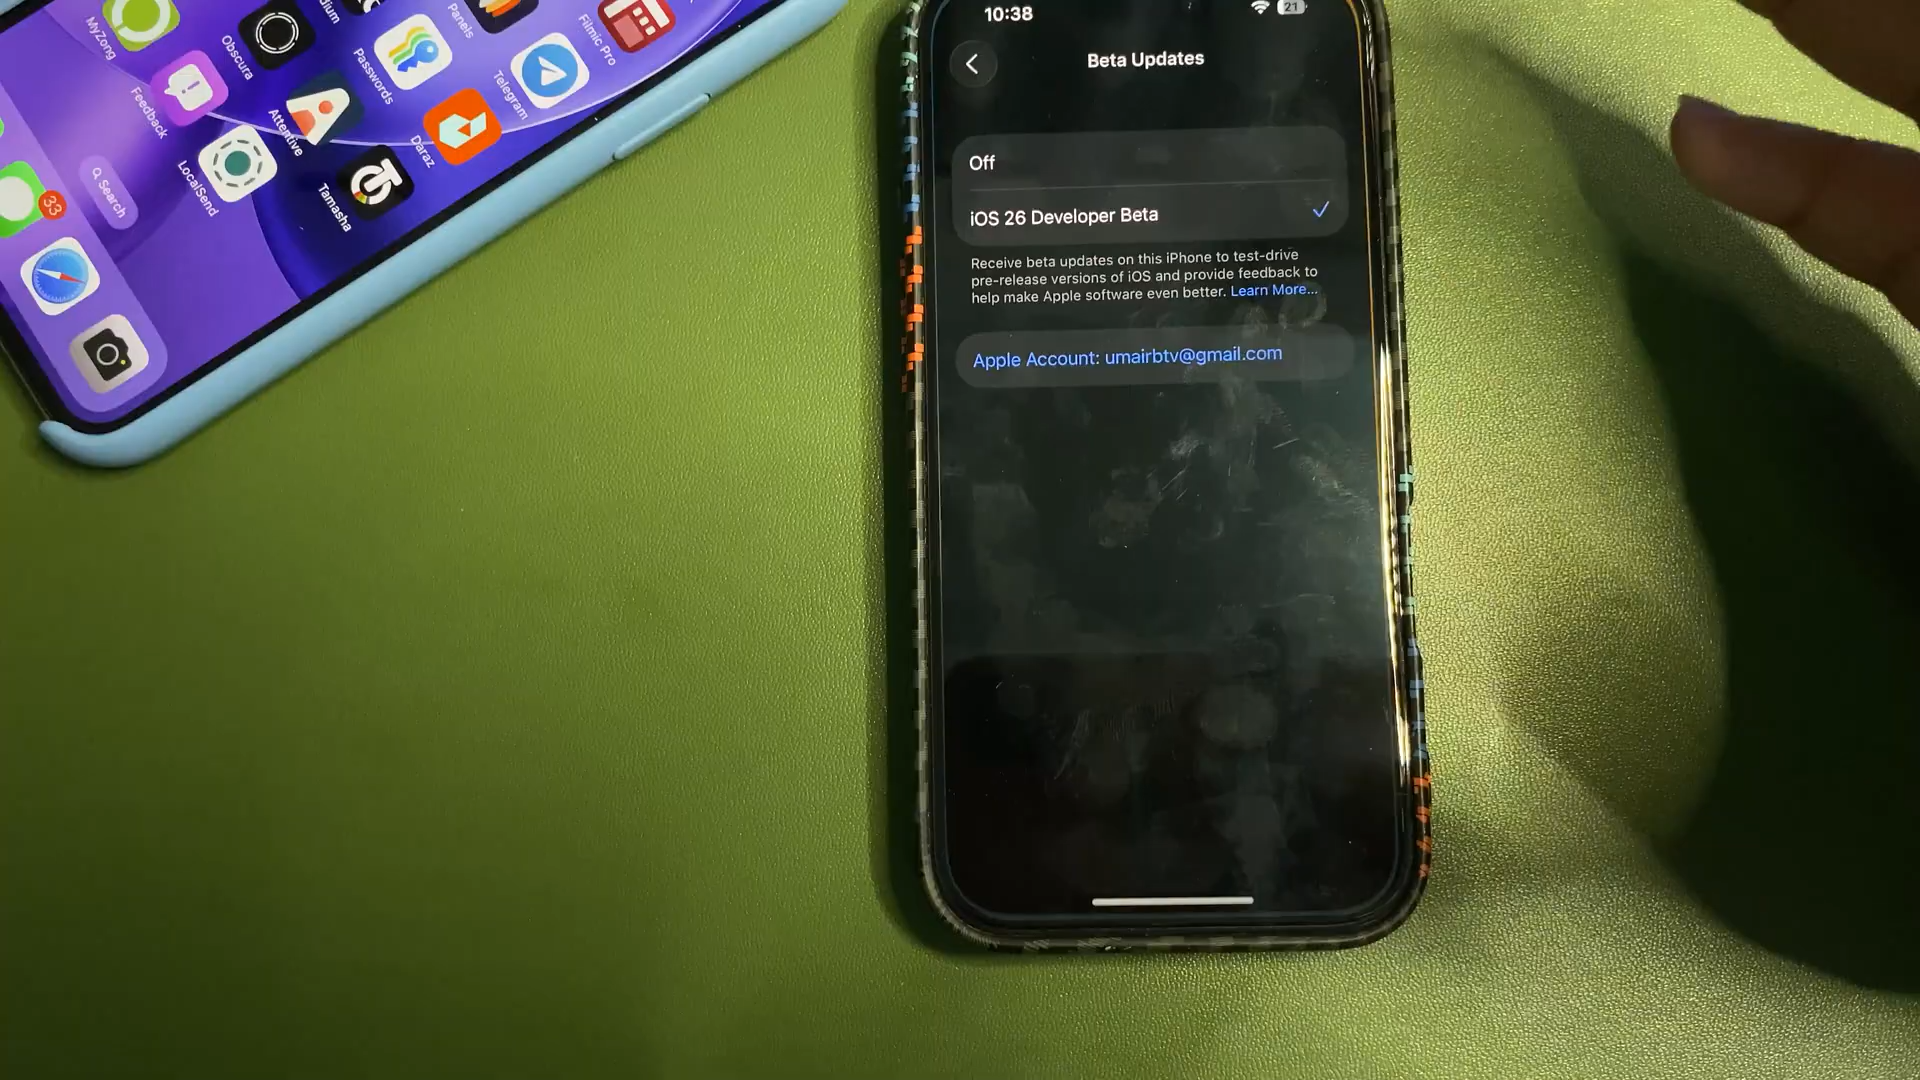 MyZong
Obscura
dium
Panels
Filmic Pro
Feedback
Attentive
Passwords
Telegram
LocalSend
Tamasha
Daraz
Search
33
10:38
21
Beta Updates
Off
iOS 26 Developer Beta
Receive beta updates on this iPhone to test-drive
pre-release versions of iOS and provide feedback to
help make Apple software even better. Learn More...
Apple Account: umairbtv@gmail.com